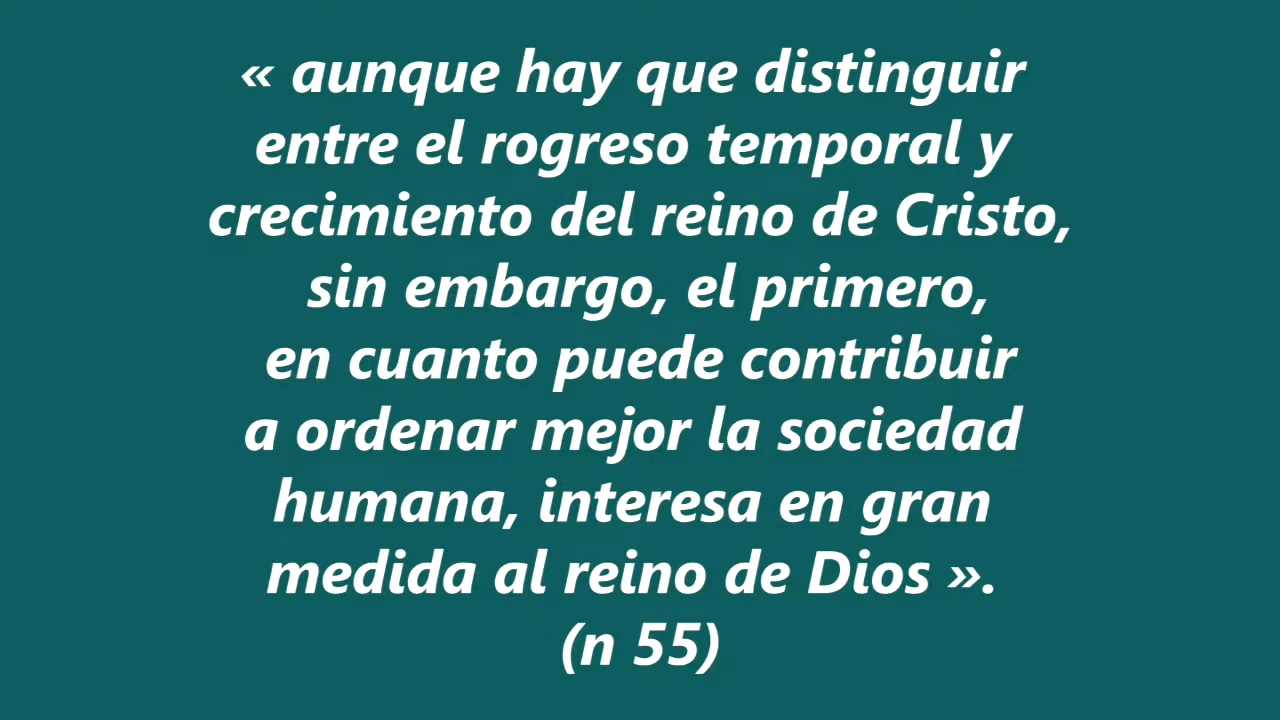 « aunque hay que distinguir
entre el rogreso temporal y
crecimiento del reino de Cristo,
sin embargo, el primero,
en cuanto puede contribuir
a ordenar mejor la sociedad
humana, interesa en gran
medida al reino de Dios ».
(n 55)